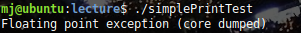 mj@ubuntu:lecture$ ./simplePrintTest
Floating point exception (core dumped)